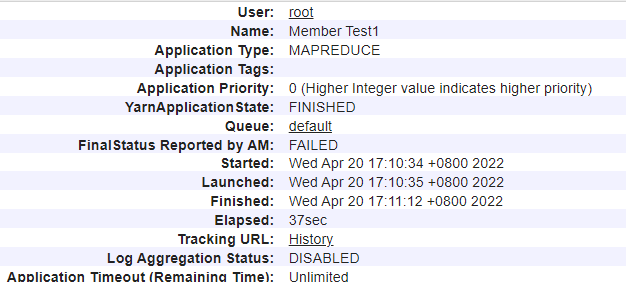 User: root
Name: Member Test1
Application Type: MAPREDUCE
Application Tags:
Application Priority: 0 (Higher Integer value indicates higher priority)
YarnApplicationState: FINISHED
Queue: default
FinalStatus Reported by AM: FAILED
Started: Wed Apr 20 17:10:34 +0800 2022
Launched: Wed Apr 20 17:10:35 +0800 2022
Finished: Wed Apr 20 17:11:12 +0800 2022
Elapsed: 37sec
Tracking URL: History
Log Aggregation Status: DISABLED
Application Timeout (Remaining Time): Unlimited